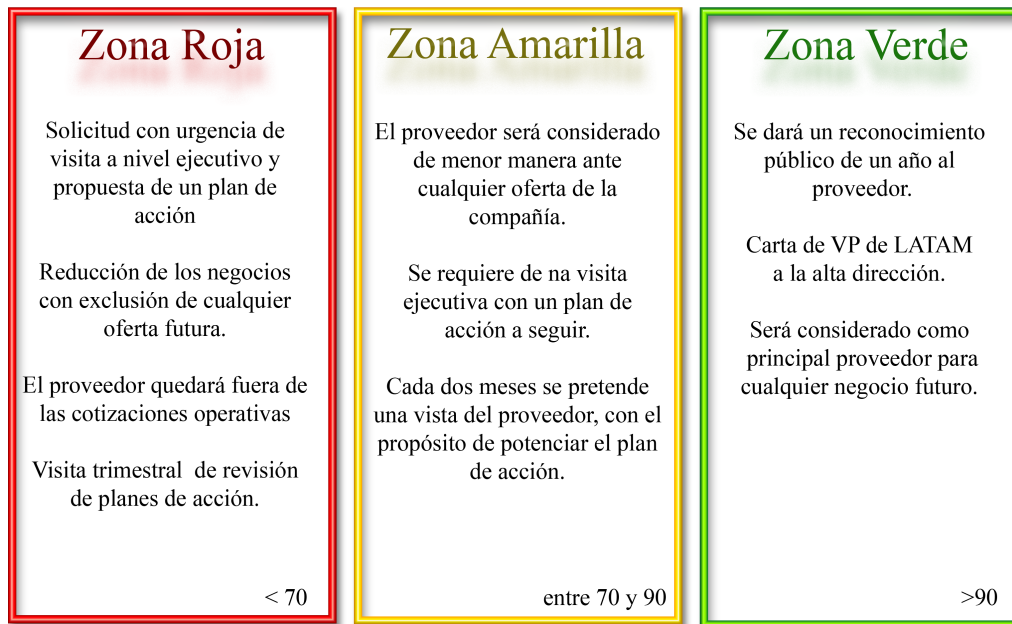 Zona Roja
Solicitud con urgencia de
visita a nivel ejecutivo y
propuesta de un plan de
acción
Reducción de los negocios
con exclusión de cualquier
oferta futura.
El proveedor quedará fuera de
las cotizaciones operativas
Visita trimestral  de revisión
de planes de acción.
< 70
Zona Amarilla
El proveedor será considerado
de menor manera ante
cualquier oferta de la
compañía.
Se requiere de na visita
ejecutiva con un plan de
acción a seguir.
Cada dos meses se pretende
una vista del proveedor, con el
propósito de potenciar el plan
de acción.
entre 70 y 90
Zona Verde
Se dará un reconocimiento
público de un año al
proveedor.
Carta de VP de LATAM
a la alta dirección.
Será considerado como
principal proveedor para
cualquier negocio futuro.
>90